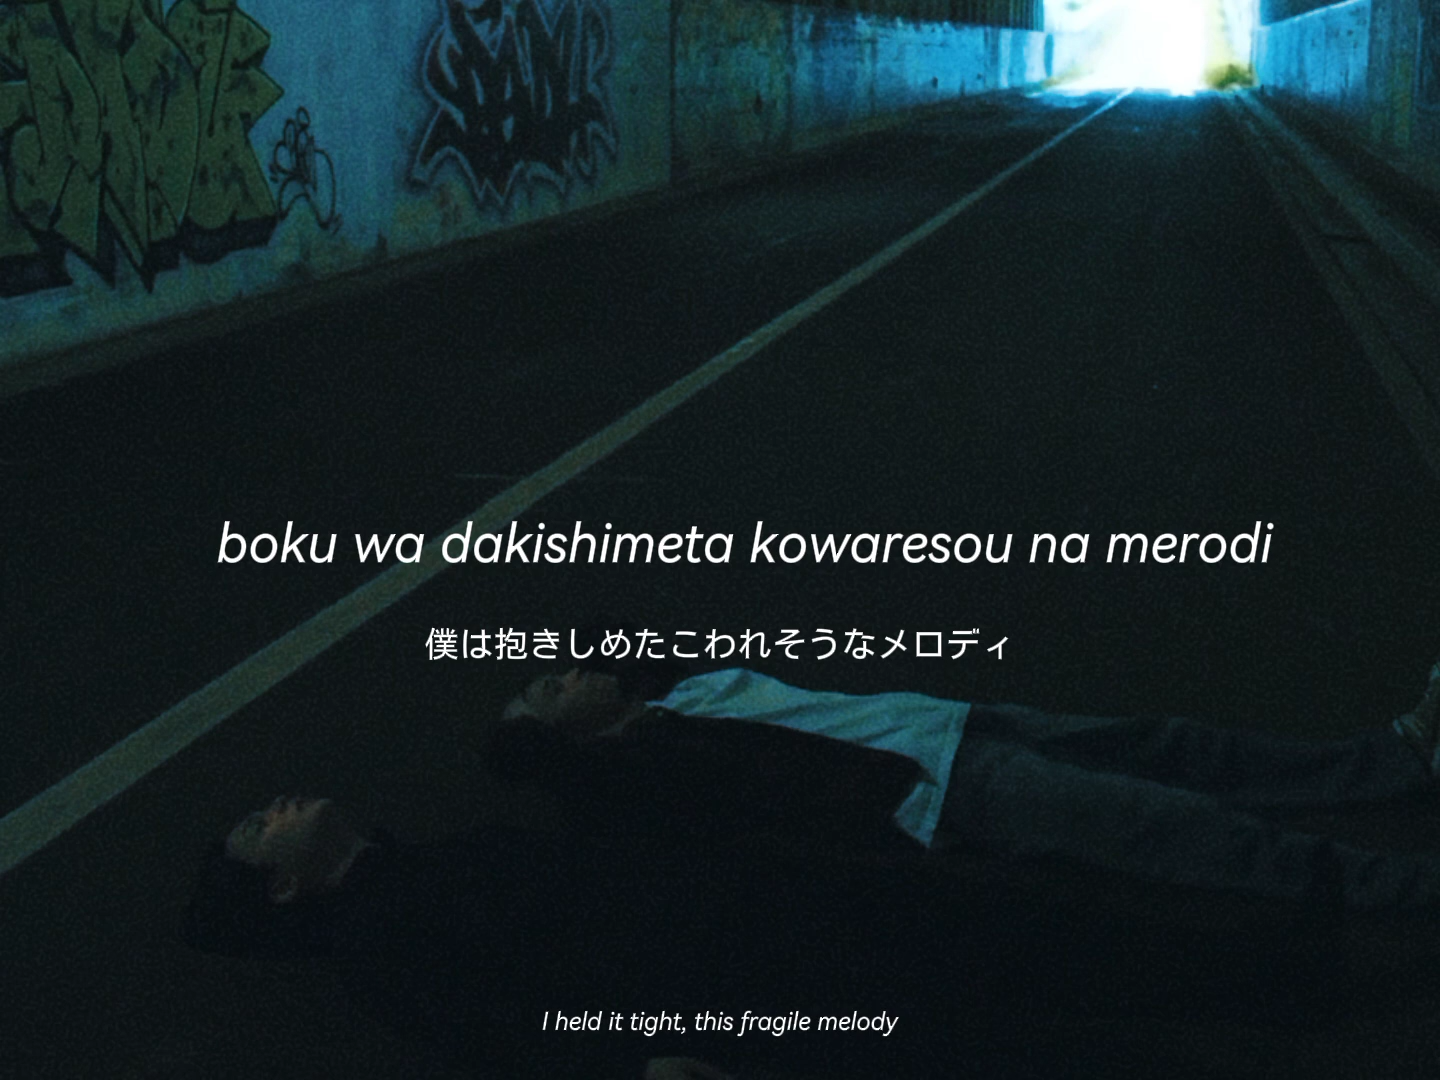 boku wa dakishimeta kowaresou na merodi
僕は抱きしめたこわれそうなメロディ
I held it tight, this fragile melody